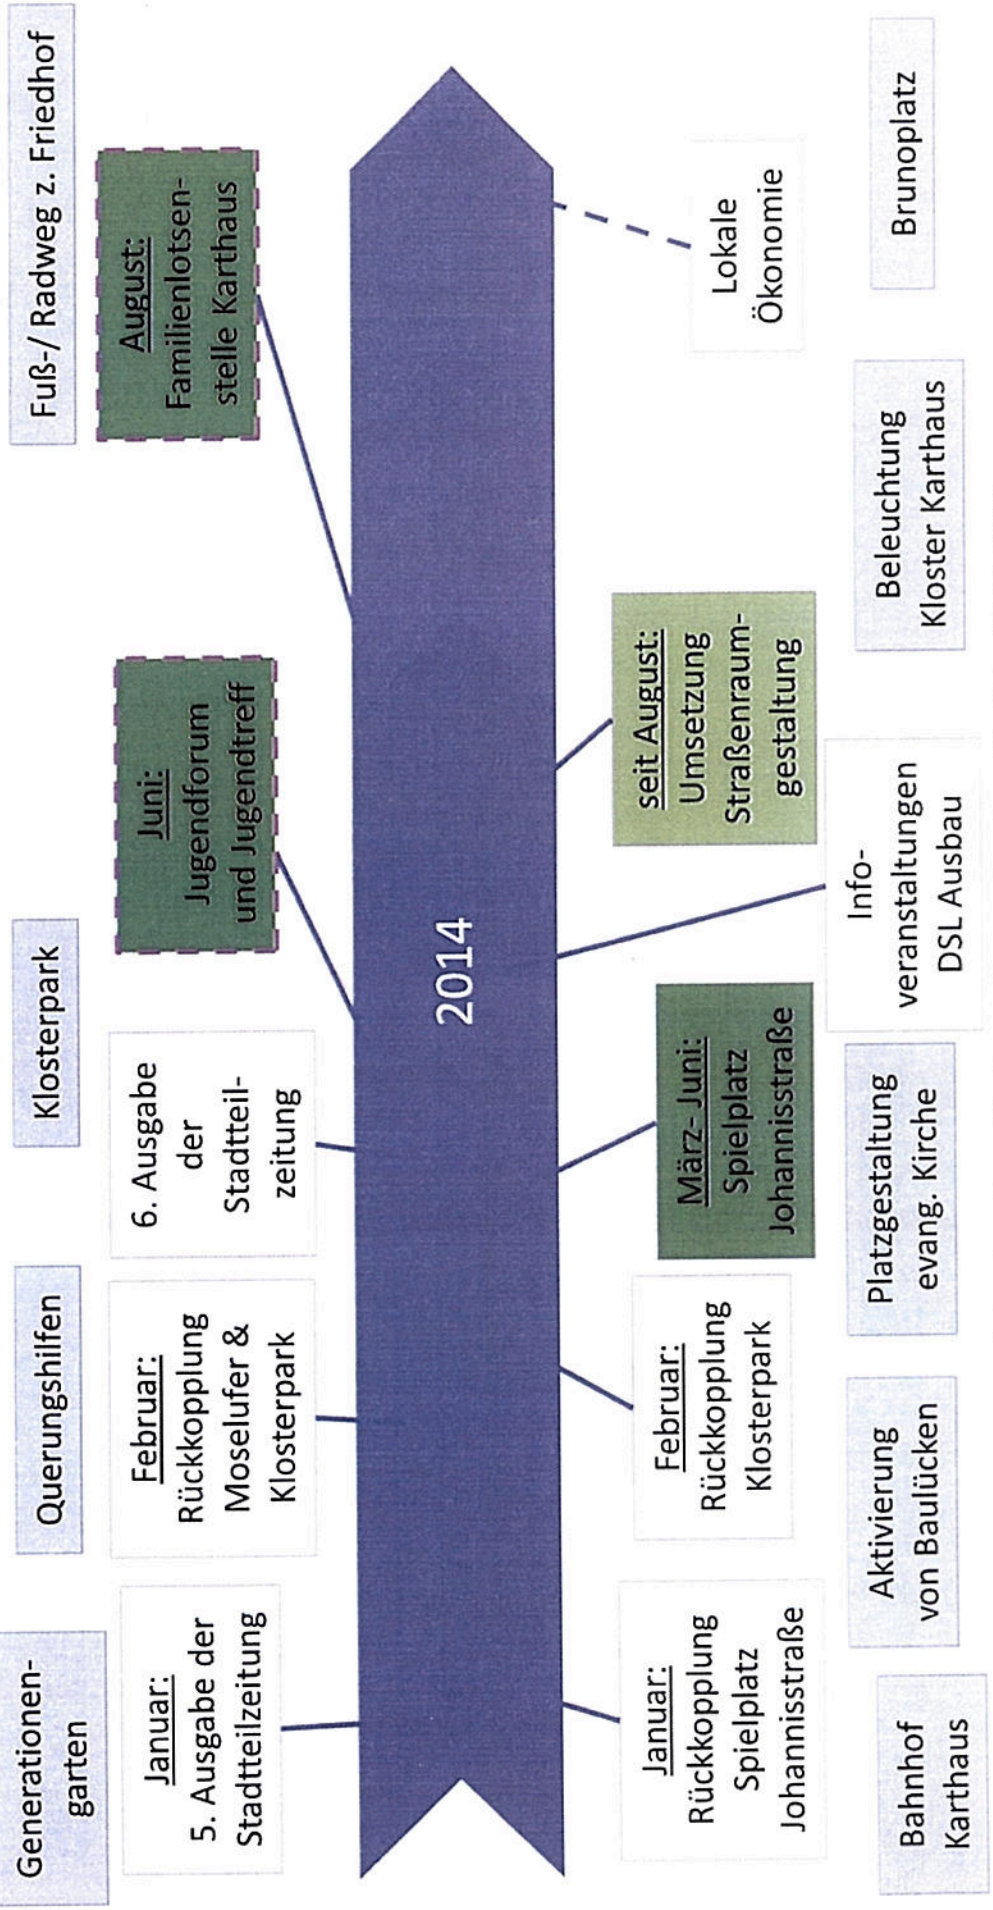 Generationen-
garten
Querungshilfen
Klosterpark
Fuß-/ Radweg z. Friedhof
Januar:
5. Ausgabe der
Stadtteilzeitung
Februar:
Rückkopplung
Moselufer &
Klosterpark
6. Ausgabe
der
Stadtteil-
zeitung
Juni:
Jugendforum
und Jugendtreff
August:
Familienlotsen-
stelle Karthaus
2014
Januar:
Rückkopplung
Spielplatz
Johannisstraße
Februar:
Rückkopplung
Klosterpark
März- Juni:
Spielplatz
Johannisstraße
Info-
veranstaltungen
DSL Ausbau
seit August:
Umsetzung
Straßenraum-
gestaltung
Lokale
Ökonomie
Bahnhof
Karthaus
Aktivierung
von Baulücken
Platzgestaltung
evang. Kirche
Beleuchtung
Kloster Karthaus
Brunoplatz